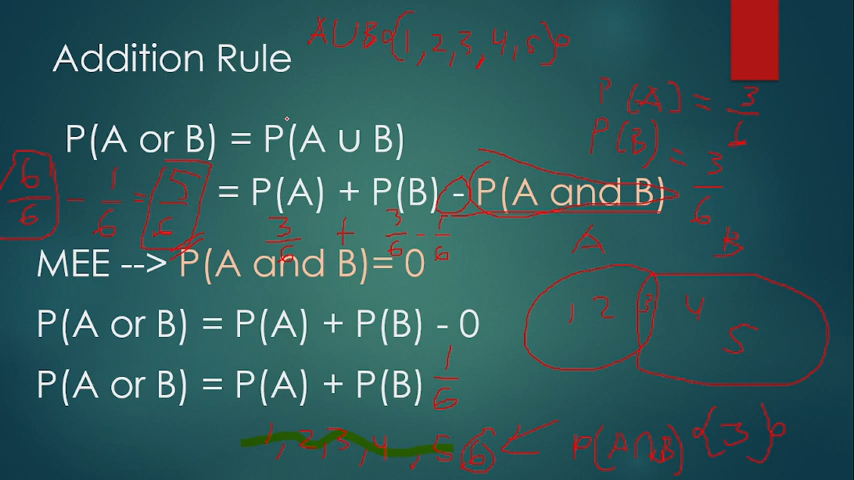 A∪B {1,2,3,4,5}
Addition Rule
P(A) = 3/6
P(B) = 3/6
P(A or B) = P(A ∪ B)
6/6 - 1/6 = 5/6
= P(A) + P(B) - P(A and B)
3/6 + 3/6 - 1/6
A B
MEE --> P(A and B)= 0
1 2 3 4 5
P(A or B) = P(A) + P(B) - 0
P(A or B) = P(A) + P(B)
1/6
1,2,3,4,5 6
P(A∩B) {3}